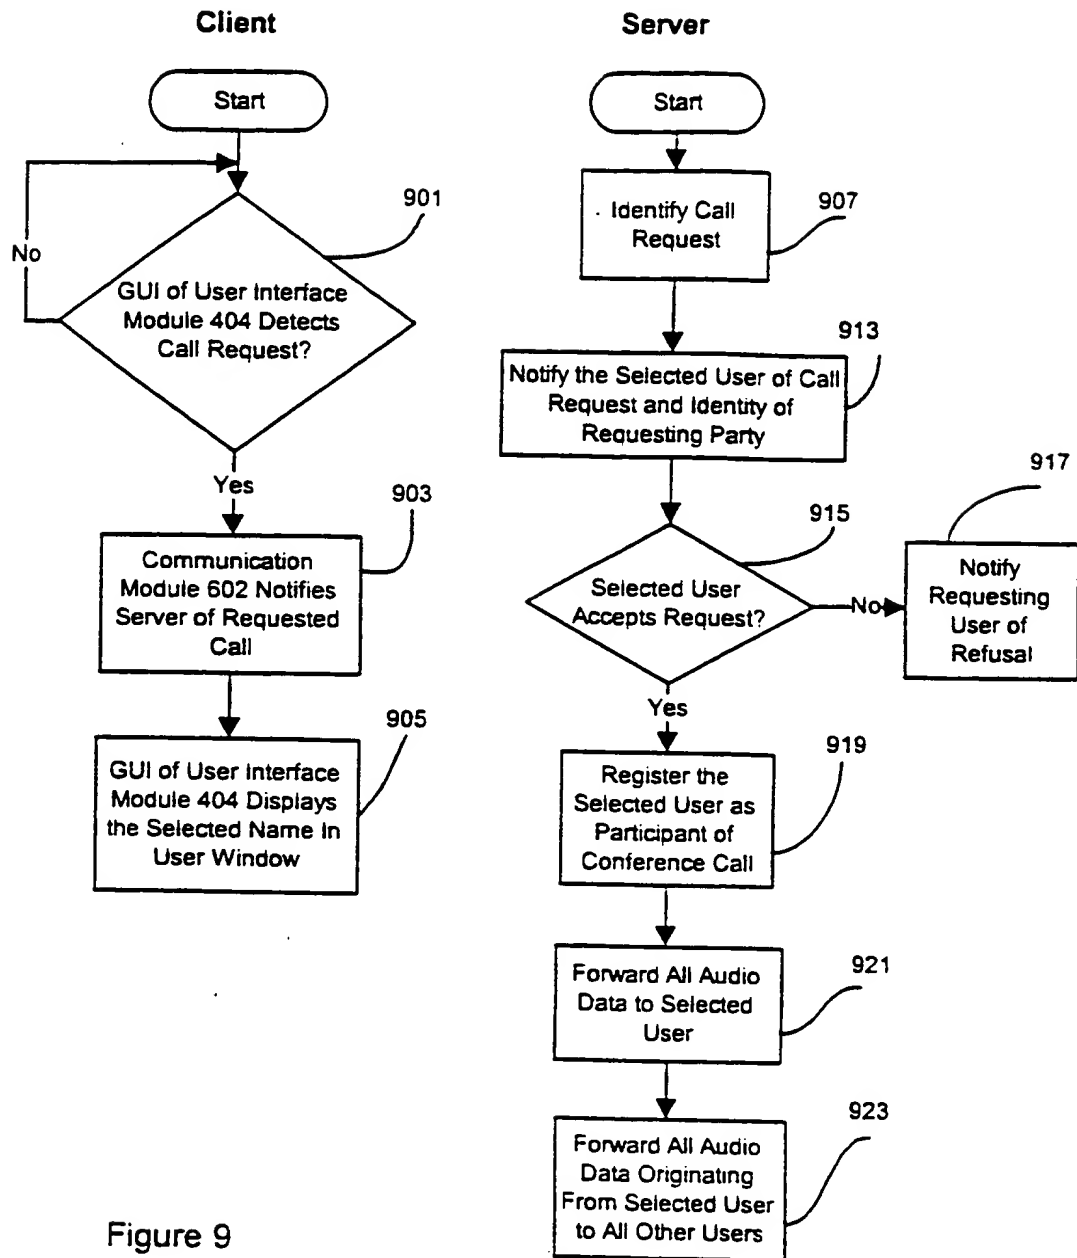 Client
Start
901
No
GUI of User Interface
Module 404 Detects
Call Request?
Yes
903
Communication
Module 602 Notifies
Server of Requested
Call
905
GUI of User Interface
Module 404 Displays
the Selected Name In
User Window
Server
Start
907
Identify Call
Request
913
Notify the Selected User of Call
Request and Identity of
Requesting Party
915
Selected User
Accepts Request?
No
917
Notify
Requesting
User of
Refusal
Yes
919
Register the
Selected User as
Participant of
Conference Call
921
Forward All Audio
Data to Selected
User
923
Forward All Audio
Data Originating
From Selected User
to All Other Users
Figure 9